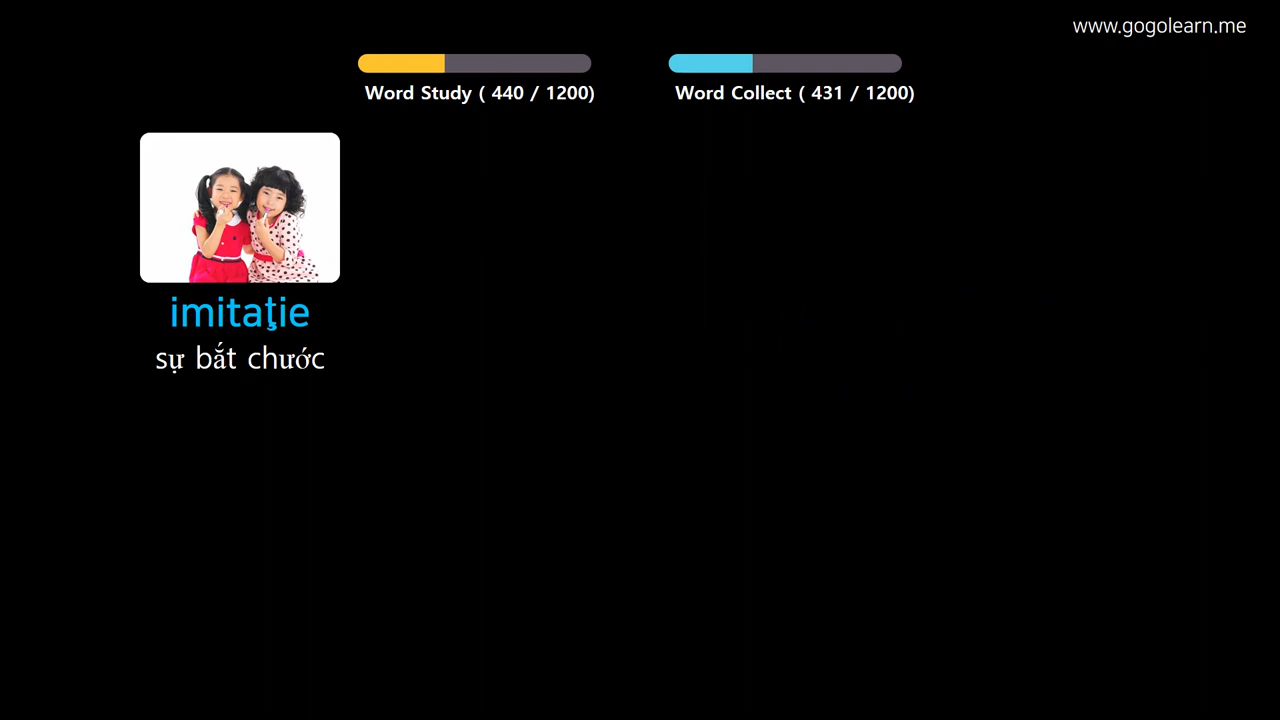 www.gogolearn.me
Word Study ( 440 / 1200)
Word Collect ( 431 / 1200)
imitaţie
sự bắt chước